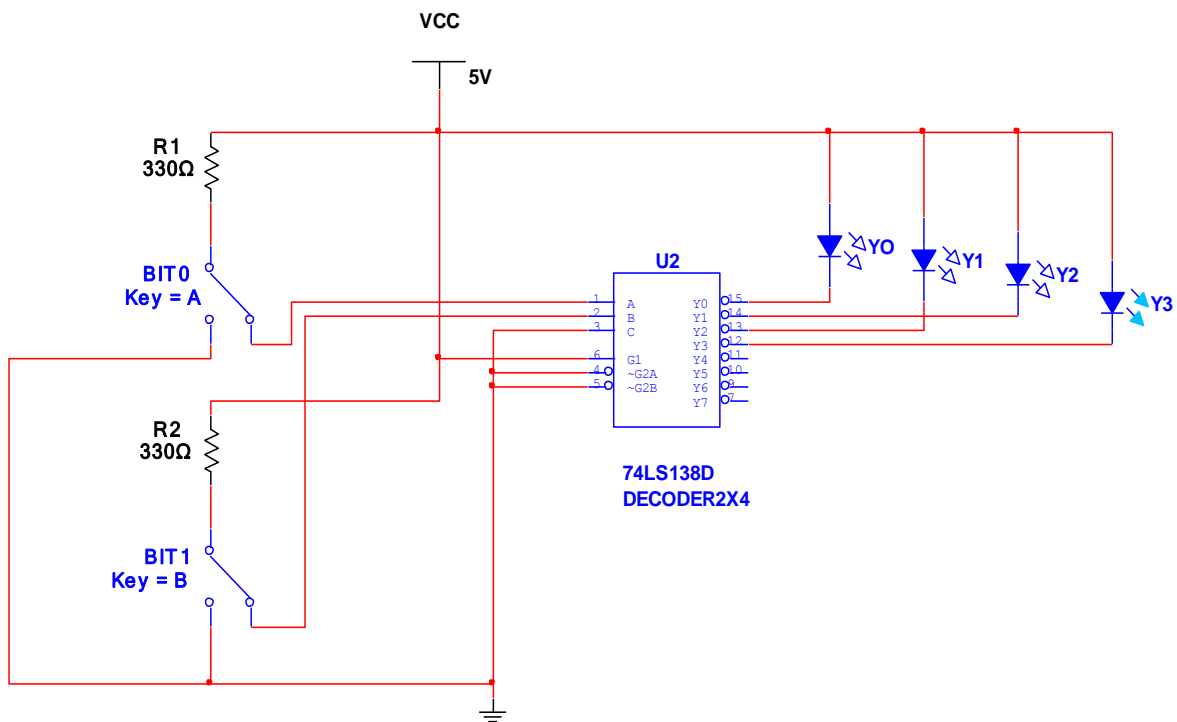 VCC
5V
R1
330Ω
BIT0
Key = A
R2
330Ω
BIT1
Key = B
U2
1
2
3
6
4
5
A
B
C
G1
~G2A
~G2B
Y0
Y1
Y2
Y3
Y4
Y5
Y6
Y7
15
14
13
12
11
10
9
7
74LS138D
DECODER2X4
YO
Y1
Y2
Y3